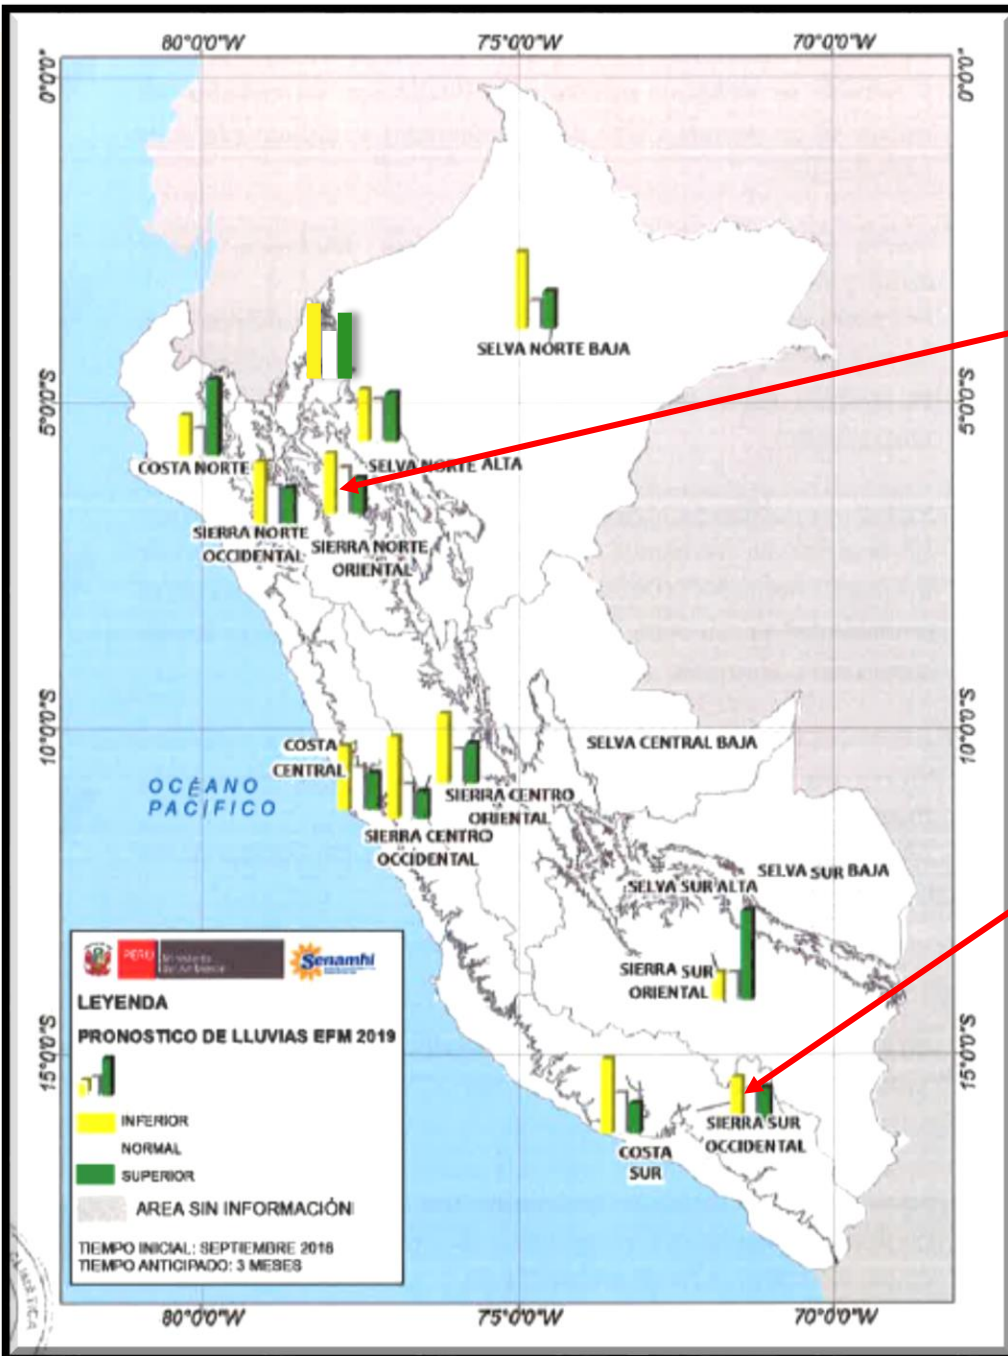 80°0'0"W 75°0'0"W 70°0'0"W
0°0'0" 0°0'0"
SELVA NORTE BAJA
5°0'0"S 5°0'0"S
COSTA NORTE
SELVA NORTE ALTA
SIERRA NORTE
OCCIDENTAL
SIERRA NORTE
ORIENTAL
10°0'0"S 10°0'0"S
COSTA
CENTRAL
SELVA CENTRAL BAJA
OCÉANO
PACÍFICO
SIERRA CENTRO
ORIENTAL
SIERRA CENTRO
OCCIDENTAL
SELVA SUR BAJA
SELVA SUR ALTA
SIERRA SUR
ORIENTAL
15°0'0"S 15°0'0"S
SIERRA SUR
OCCIDENTAL
COSTA
SUR
PERÚ Ministerio
del Ambiente
Senamhi
LEYENDA
PRONOSTICO DE LLUVIAS EFM 2019
INFERIOR
NORMAL
SUPERIOR
AREA SIN INFORMACIÓN
TIEMPO INICIAL: SEPTIEMBRE 2018
TIEMPO ANTICIPADO: 3 MESES
80°0'0"W 75°0'0"W 70°0'0"W